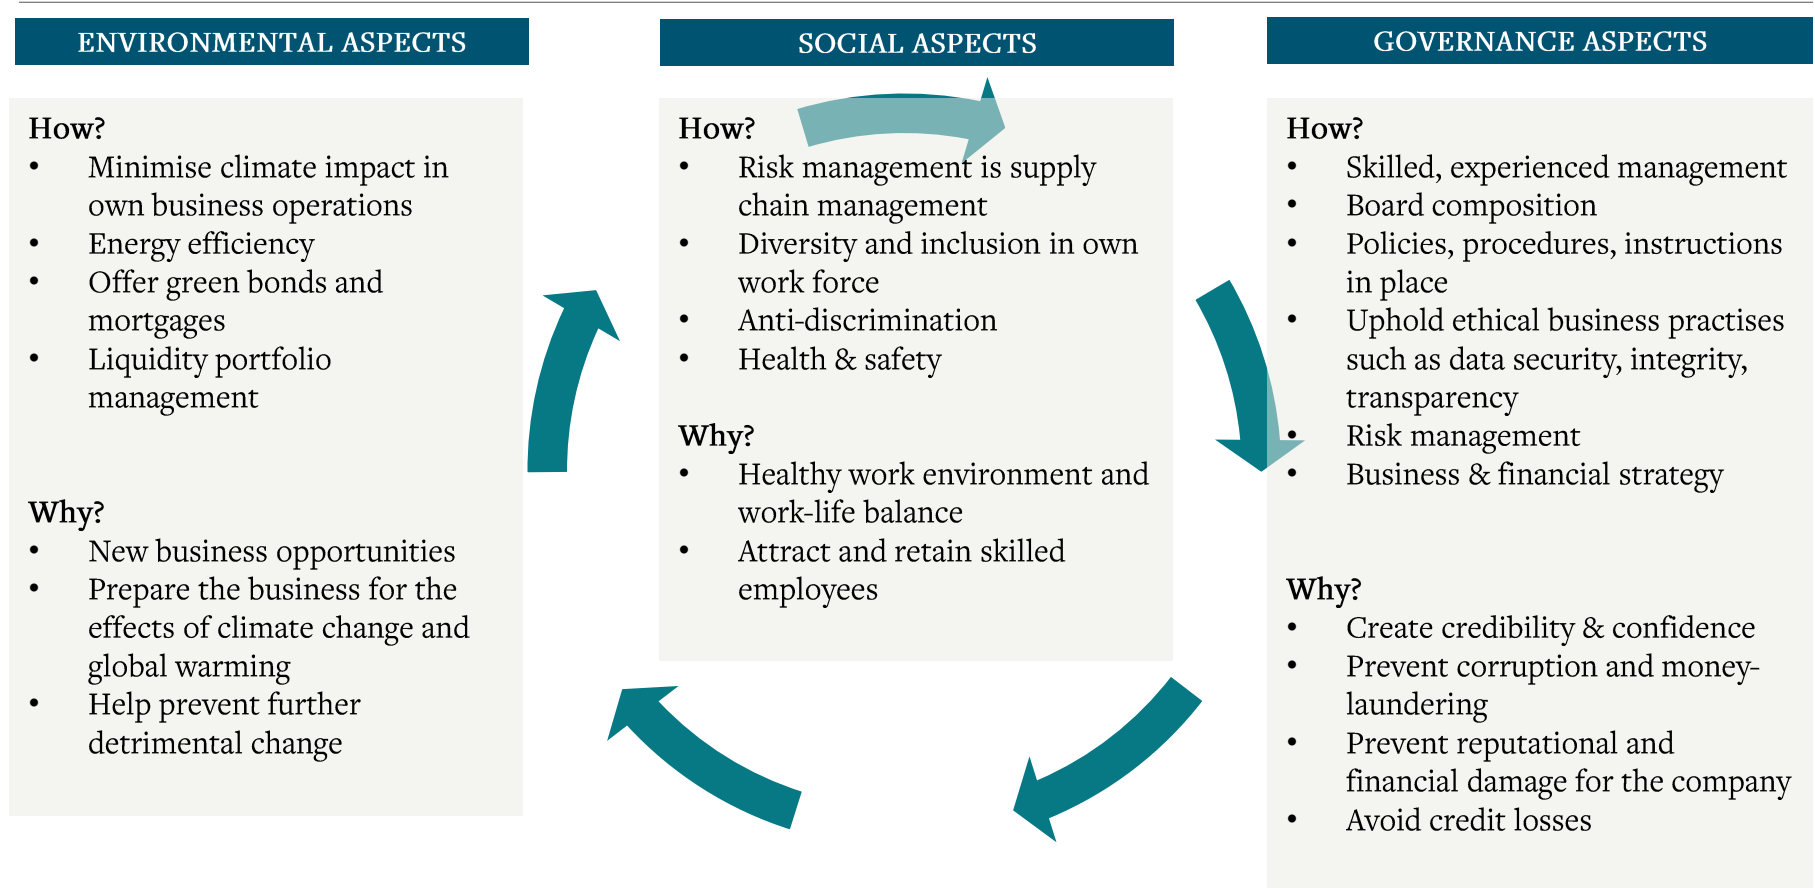 ENVIRONMENTAL ASPECTS
How?
• Minimise climate impact in
own business operations
• Energy efficiency
• Offer green bonds and
mortgages
• Liquidity portfolio
management
Why?
• New business opportunities
• Prepare the business for the
effects of climate change and
global warming
• Help prevent further
detrimental change
SOCIAL ASPECTS
How?
• Risk management is supply
chain management
• Diversity and inclusion in own
work force
• Anti-discrimination
• Health & safety
Why?
• Healthy work environment and
work-life balance
• Attract and retain skilled
employees
GOVERNANCE ASPECTS
How?
• Skilled, experienced management
• Board composition
• Policies, procedures, instructions
in place
• Uphold ethical business practises
such as data security, integrity,
transparency
• Risk management
• Business & financial strategy
Why?
• Create credibility & confidence
• Prevent corruption and money-
laundering
• Prevent reputational and
financial damage for the company
• Avoid credit losses